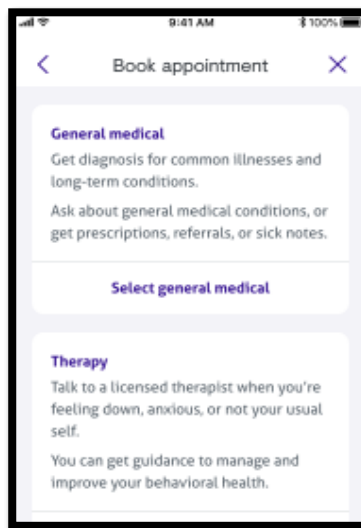 9:41 AM
100%
Book appointment
General medical
Get diagnosis for common illnesses and
long-term conditions.
Ask about general medical conditions, or
get prescriptions, referrals, or sick notes.
Select general medical
Therapy
Talk to a licensed therapist when you're
feeling down, anxious, or not your usual
self.
You can get guidance to manage and
improve your behavioral health.